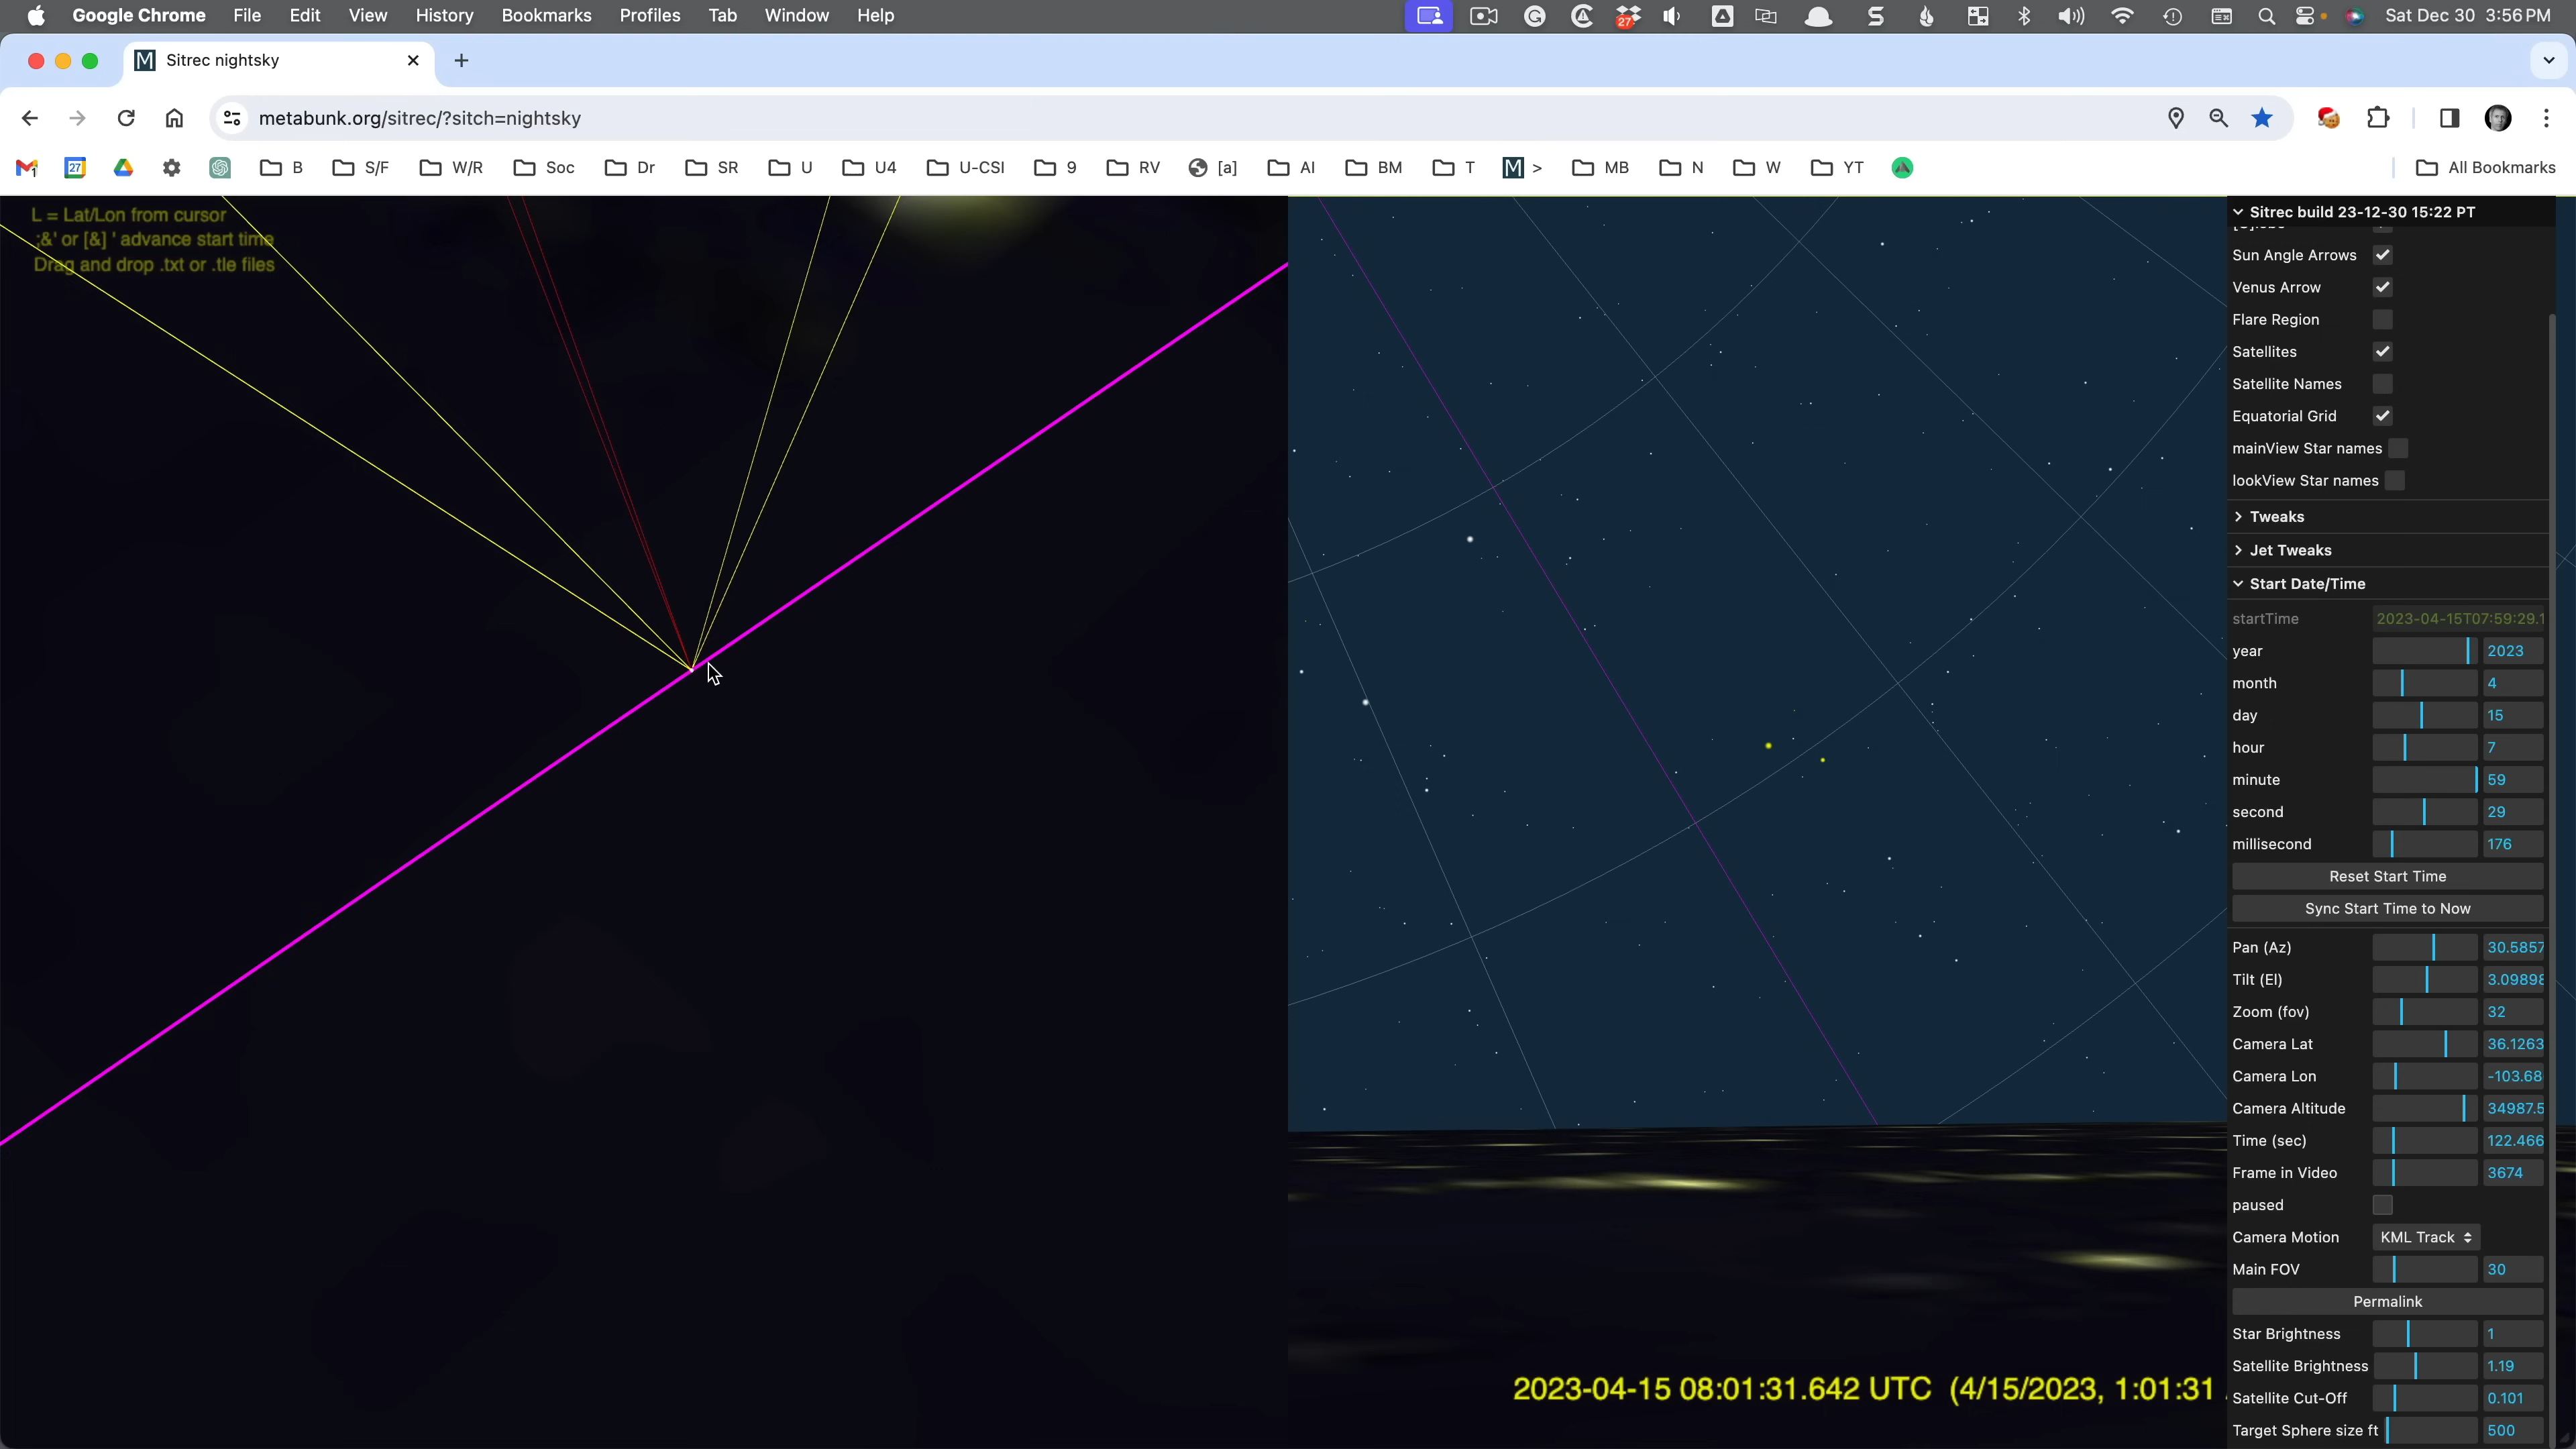 Google Chrome File Edit View History Bookmarks Profiles Tab Window Help 27 Sat Dec 30 3:56 PM
M Sitrec nightsky
metabunk.org/sitrec/?sitch=nightsky
27 B S/F W/R Soc Dr SR U U4 U-CSI 9 RV [a] AI BM T M > MB N W YT All Bookmarks
L = Lat/Lon from cursor
;&' or [&] ' advance start time
Drag and drop .txt or .tle files
Sitrec build 23-12-30 15:22 PT
Sun Angle Arrows
Venus Arrow
Flare Region
Satellites
Satellite Names
Equatorial Grid
mainView Star names
lookView Star names
Tweaks
Jet Tweaks
Start Date/Time
startTime 2023-04-15T07:59:29.1
year 2023
month 4
day 15
hour 7
minute 59
second 29
millisecond 176
Reset Start Time
Sync Start Time to Now
Pan (Az) 30.5857
Tilt (El) 3.09898
Zoom (fov) 32
Camera Lat 36.1263
Camera Lon -103.68
Camera Altitude 34987.5
Time (sec) 122.466
Frame in Video 3674
paused
Camera Motion KML Track
Main FOV 30
Permalink
Star Brightness 1
Satellite Brightness 1.19
Satellite Cut-Off 0.101
Target Sphere size ft 500
2023-04-15 08:01:31.642 UTC (4/15/2023, 1:01:31